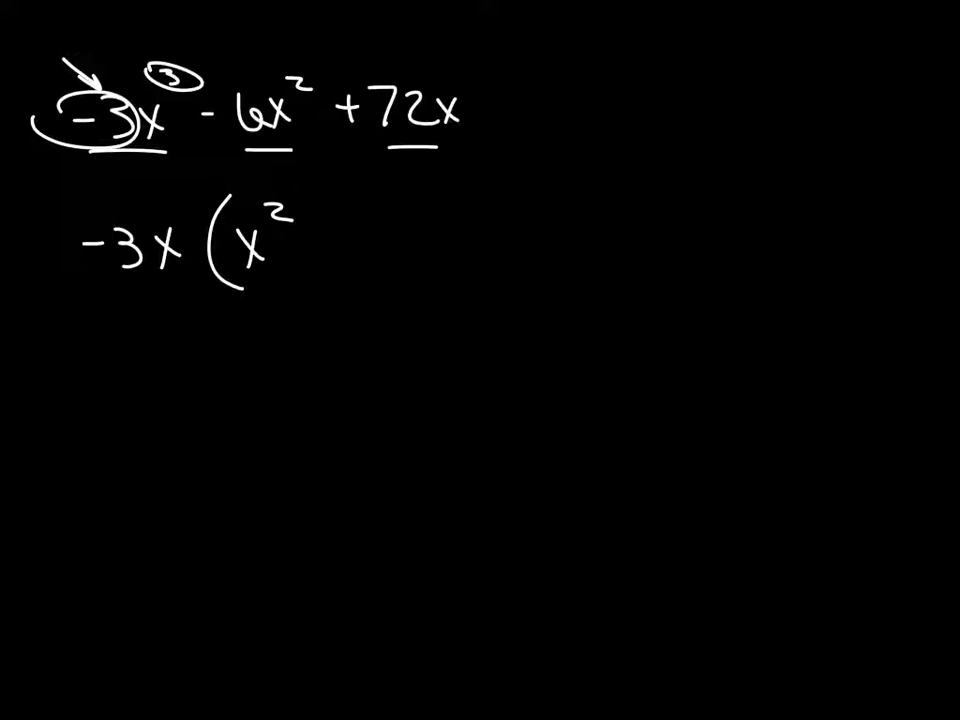 -3x³ - 6x² + 72x
-3x (x²